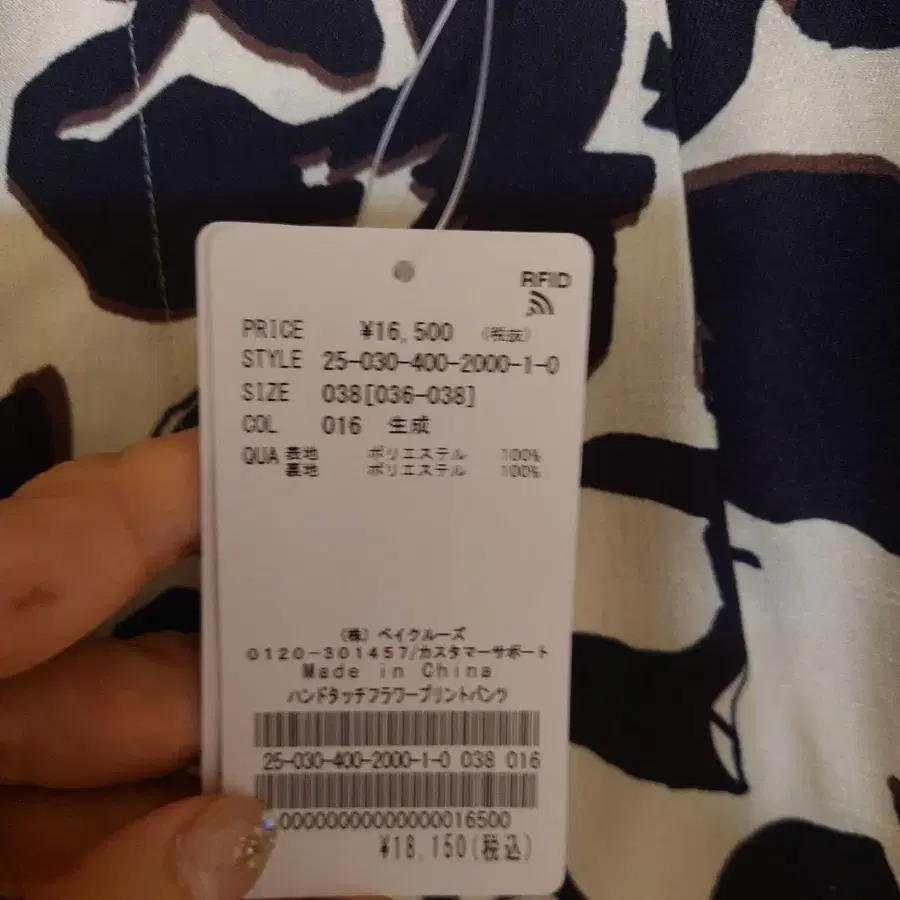 RFID
PRICE ¥16,500 (税抜)
STYLE 25-030-400-2000-1-0
SIZE 038[036-038]
COL 016 生成
QUA 表地 ポリエステル 100%
裏地 ポリエステル 100%
(株) ベイクルーズ
0120-301457/カスタマーサポート
Made in China
ハンドタッチフラワープリントパンツ
25-030-400-2000-1-0 038 016
000000000000000016500
¥18,150(税込)